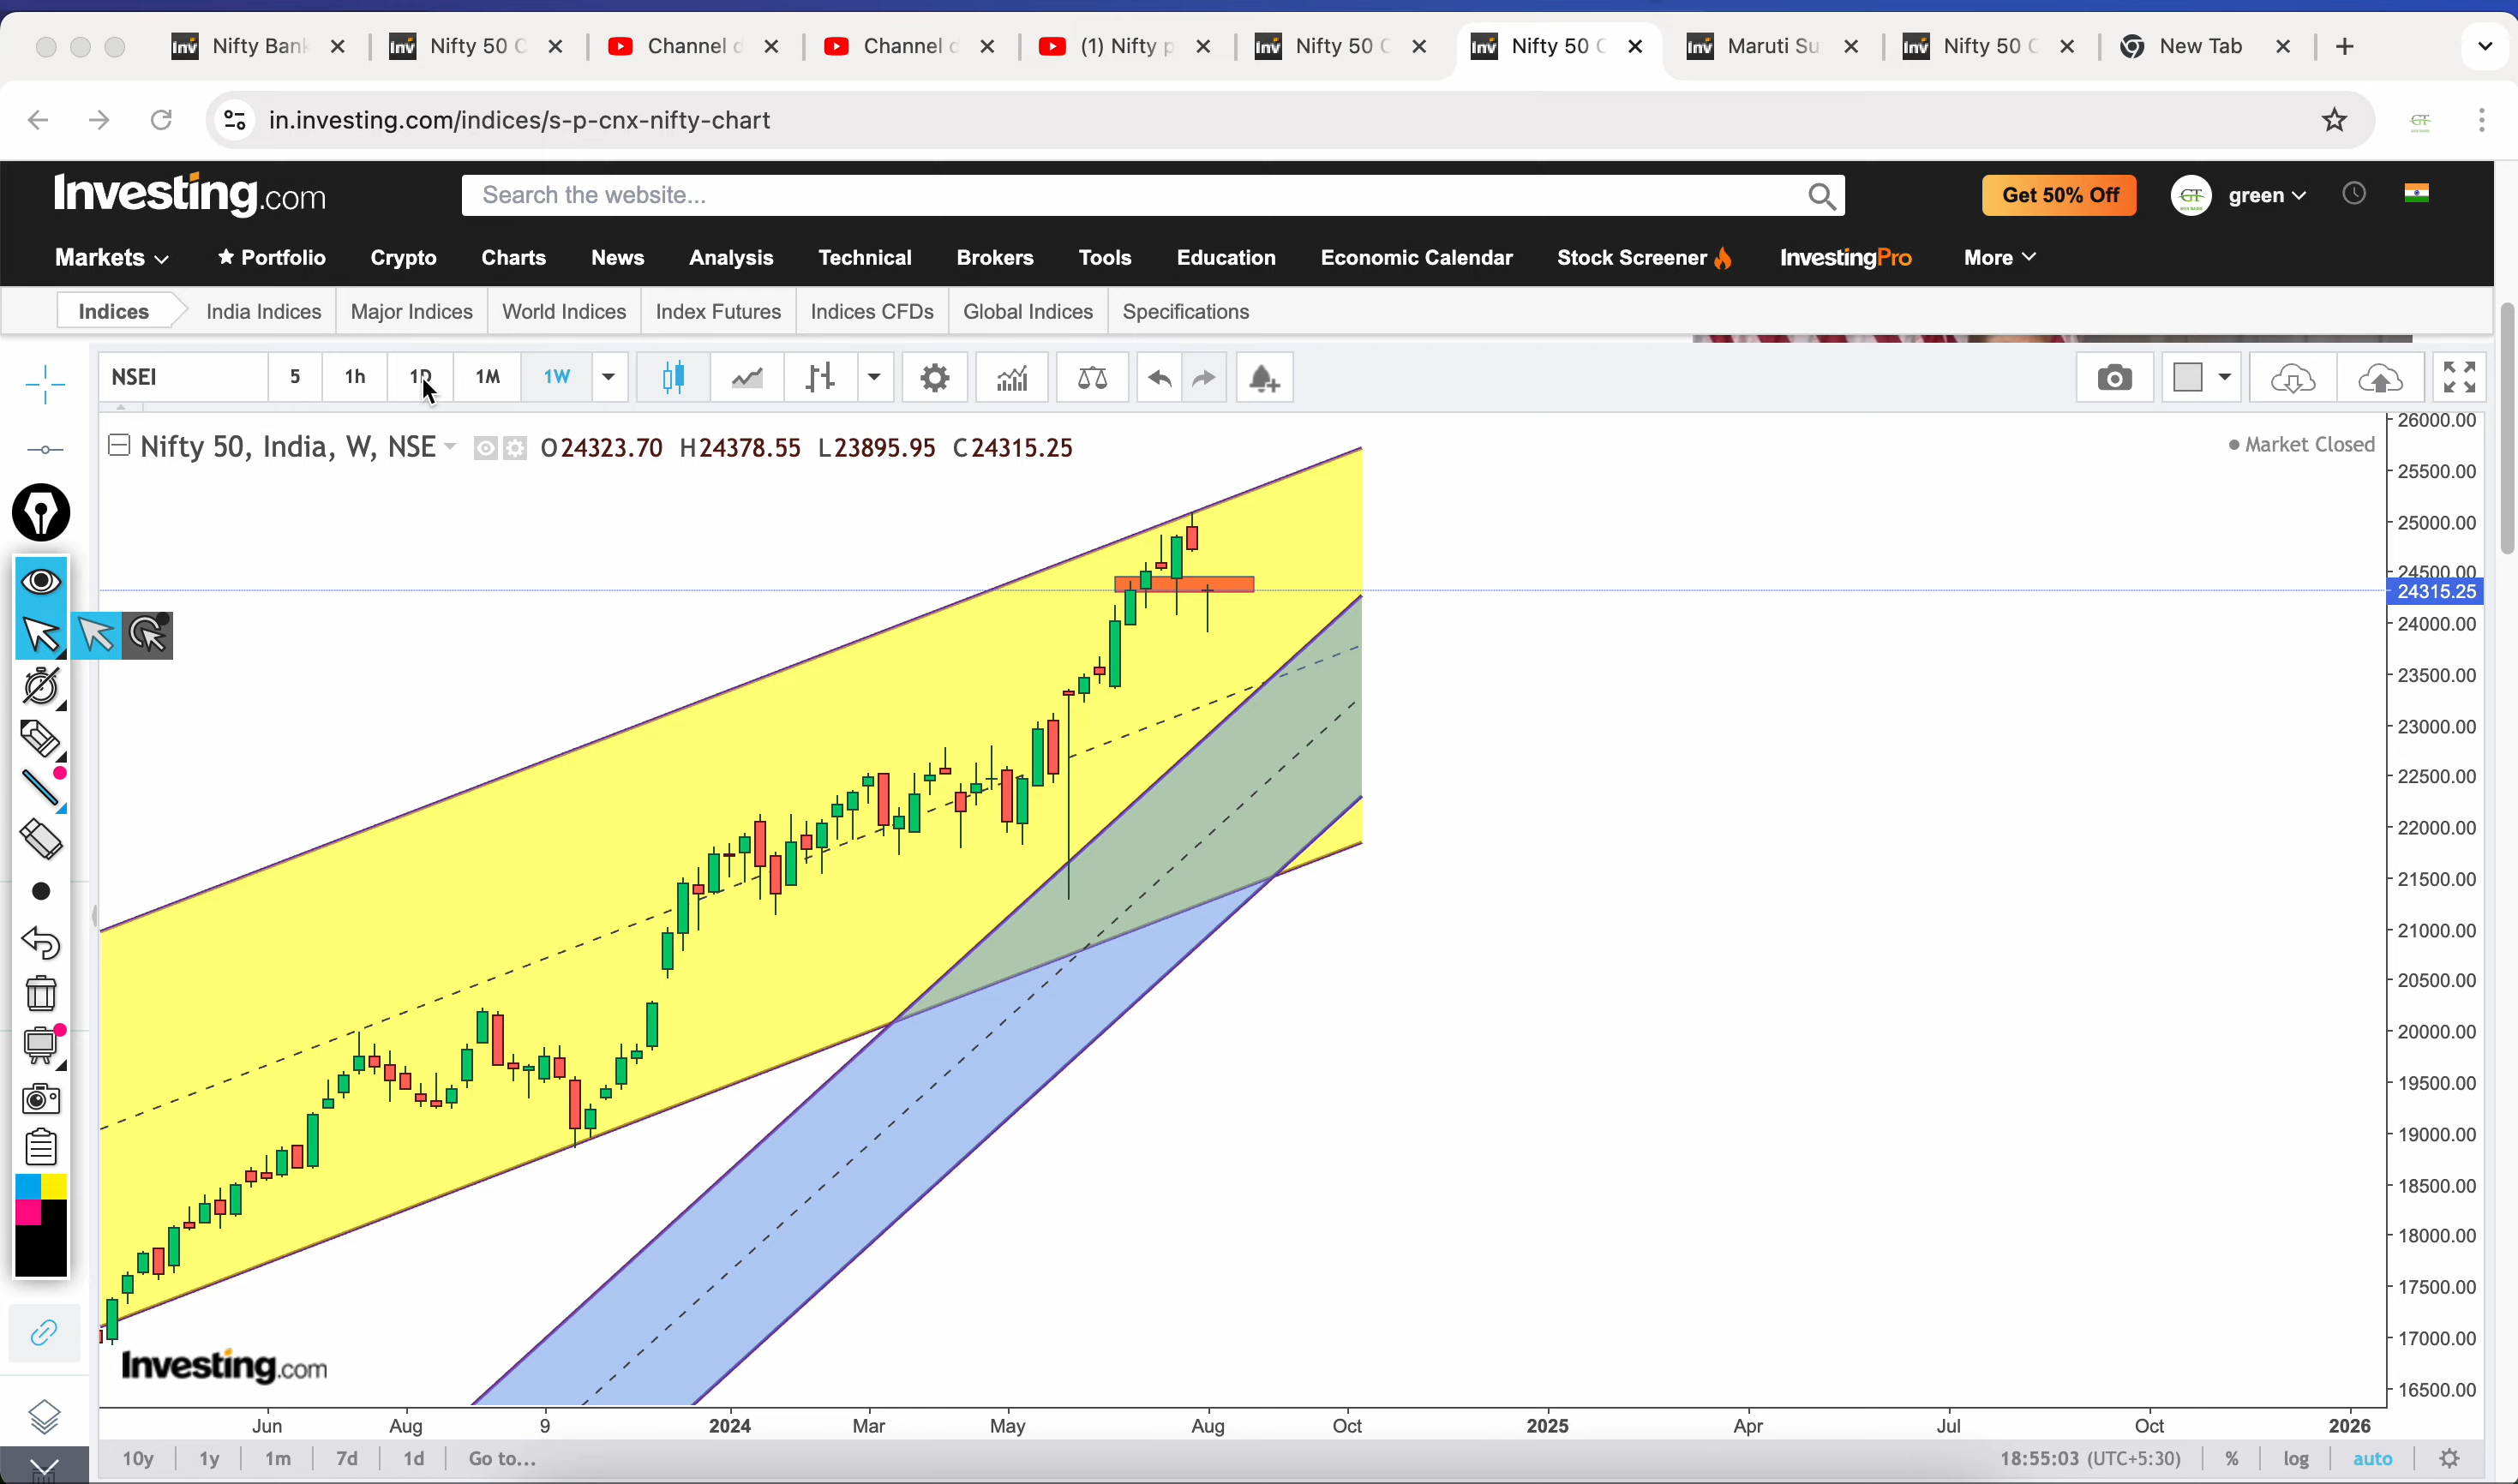 Nifty Bank Nifty 50 C Channel c Channel c (1) Nifty p Nifty 50 C Nifty 50 C Maruti Su Nifty 50 C New Tab
in.investing.com/indices/s-p-cnx-nifty-chart
GT
Investing.com Search the website... Get 50% Off GT green
Markets Portfolio Crypto Charts News Analysis Technical Brokers Tools Education Economic Calendar Stock Screener InvestingPro More
Indices India Indices Major Indices World Indices Index Futures Indices CFDs Global Indices Specifications
NSEI 5 1h 1D 1M 1W
Nifty 50, India, W, NSE O24323.70 H24378.55 L23895.95 C24315.25
Market Closed
26000.00
25500.00
25000.00
24500.00
24315.25
24000.00
23500.00
23000.00
22500.00
22000.00
21500.00
21000.00
20500.00
20000.00
19500.00
19000.00
18500.00
18000.00
17500.00
17000.00
16500.00
Investing.com
Jun Aug 9 2024 Mar May Aug Oct 2025 Apr Jul Oct 2026
10y 1y 1m 7d 1d Go to... 18:55:03 (UTC+5:30) % log auto